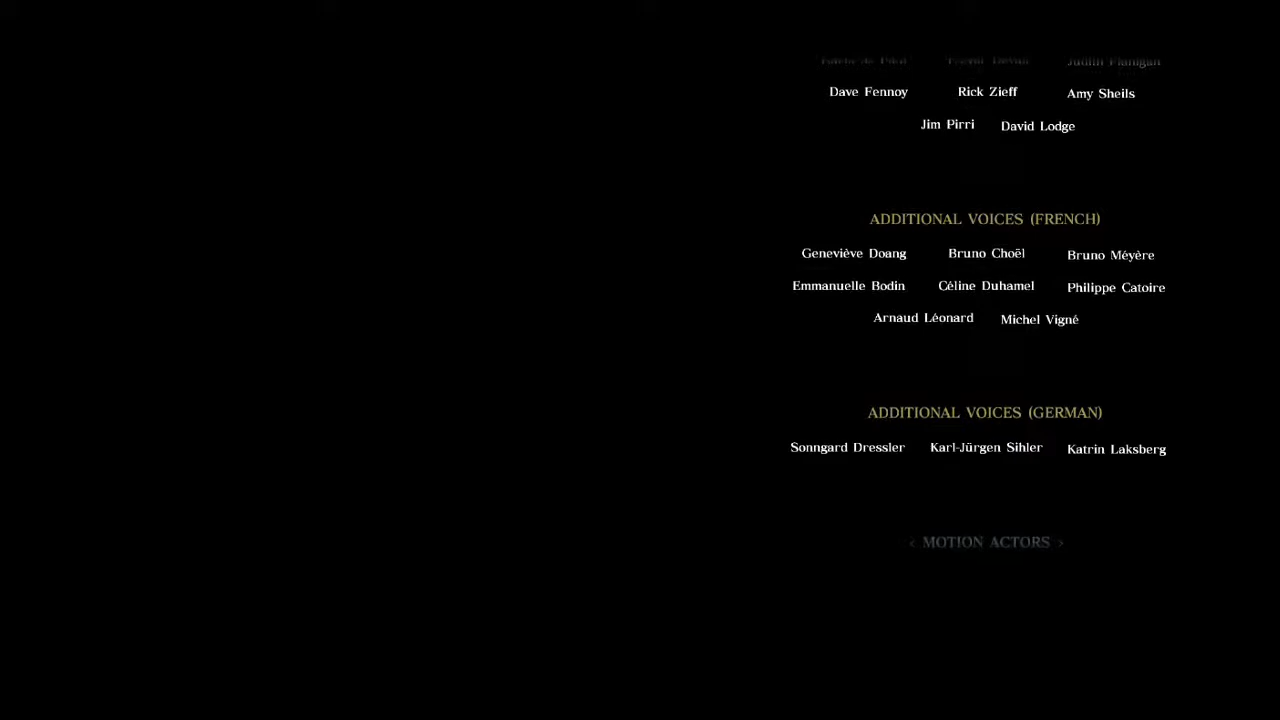 Dave Fennoy Rick Zieff Amy Sheils
Jim Pirri David Lodge
ADDITIONAL VOICES (FRENCH)
Geneviève Doang Bruno Choël Bruno Méyère
Emmanuelle Bodin Céline Duhamel Philippe Catoire
Arnaud Léonard Michel Vigné
ADDITIONAL VOICES (GERMAN)
Sonngard Dressler Karl-Jürgen Sihler Katrin Laksberg
< MOTION ACTORS >